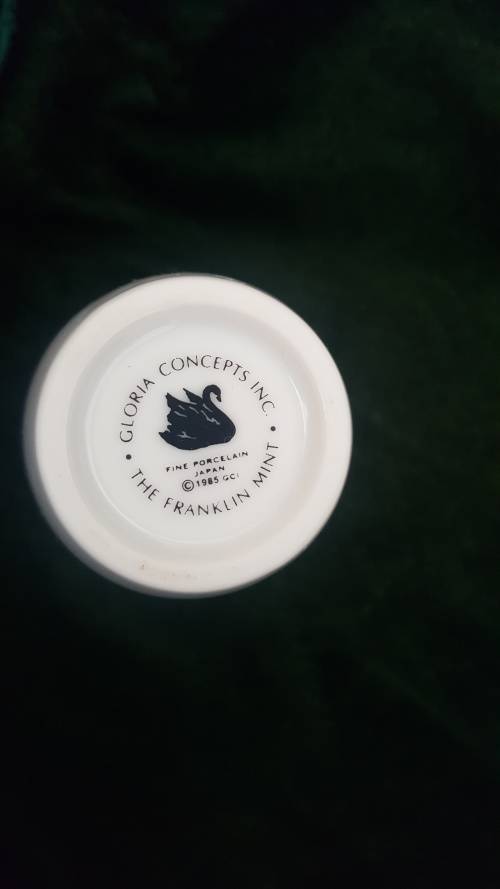 GLORIA CONCEPTS INC.
FINE PORCELAIN
JAPAN
© 1985 GCI
• THE FRANKLIN MINT •